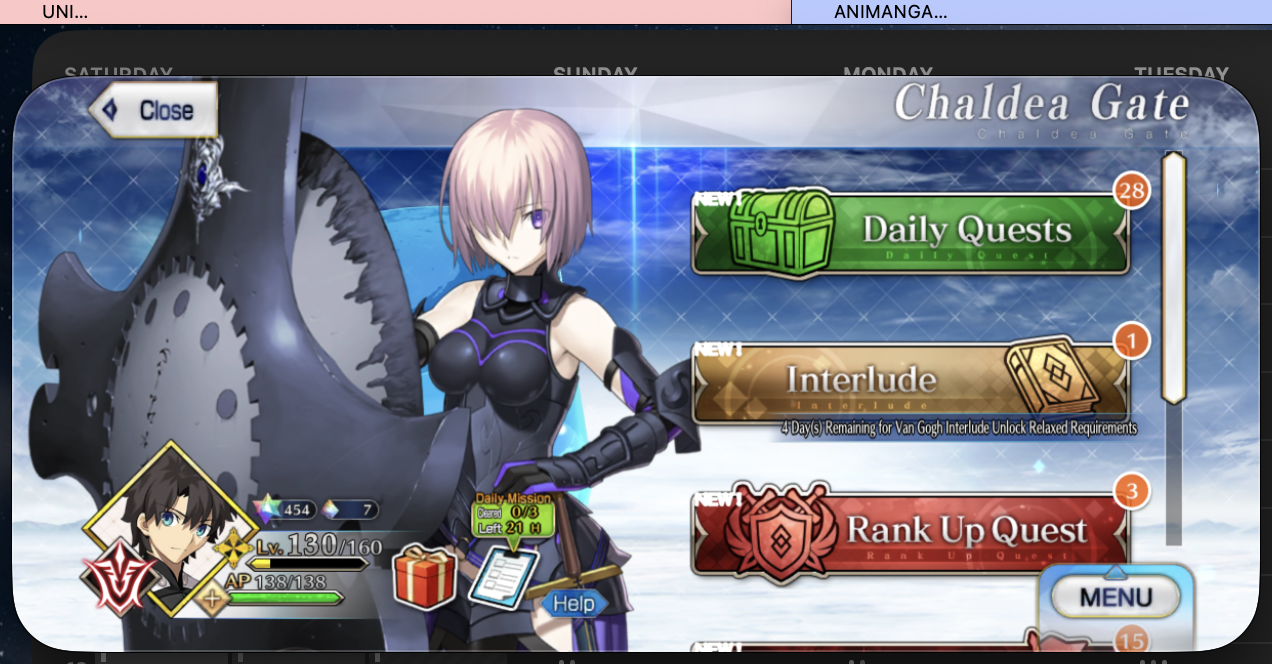 UNI...
ANIMANGA...
SATURDAY
SUNDAY
MONDAY
TUESDAY
Close
Chaldea Gate
Chaldea Gate
NEW!
28
Daily Quests
Daily Quest
NEW!
1
Interlude
Interlude
4 Day(s) Remaining for Van Gogh Interlude Unlock Relaxed Requirements
NEW!
3
Rank Up Quest
Rank Up Quest
Daily Mission
Cleared 0/3
Left 21 H
454
7
Lv. 130/160
AP 138/138
Help
MENU
15